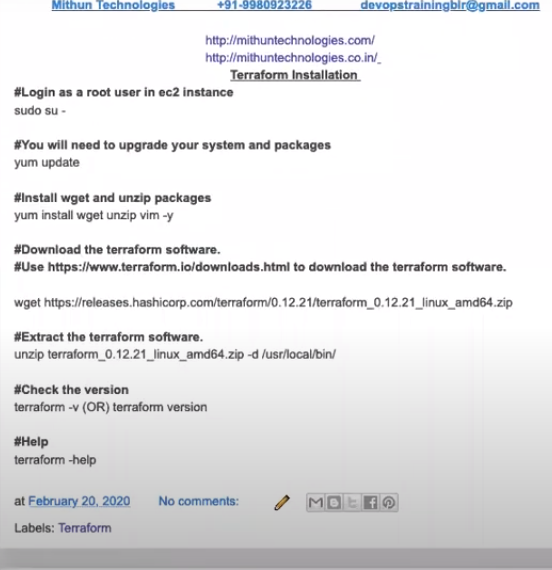 Mithun Technologies +91-9980923226 devopstrainingblr@gmail.com
http://mithuntechnologies.com/
http://mithuntechnologies.co.in/
Terraform Installation
#Login as a root user in ec2 instance
sudo su -
#You will need to upgrade your system and packages
yum update
#Install wget and unzip packages
yum install wget unzip vim -y
#Download the terraform software.
#Use https://www.terraform.io/downloads.html to download the terraform software.
wget https://releases.hashicorp.com/terraform/0.12.21/terraform_0.12.21_linux_amd64.zip
#Extract the terraform software.
unzip terraform_0.12.21_linux_amd64.zip -d /usr/local/bin/
#Check the version
terraform -v (OR) terraform version
#Help
terraform -help
at February 20, 2020 No comments:
Labels: Terraform